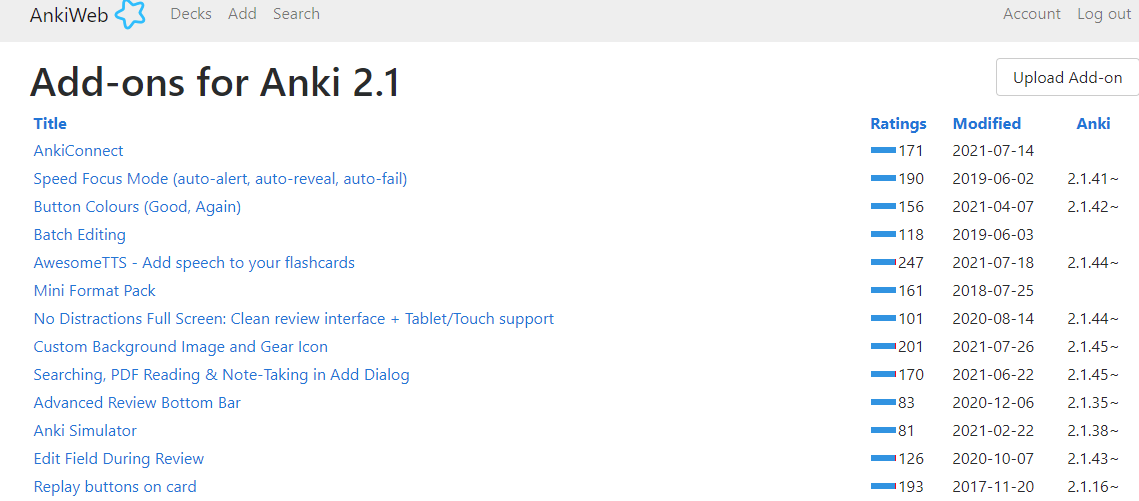 AnkiWeb Decks Add Search Account Log out
Add-ons for Anki 2.1 Upload Add-on
Title Ratings Modified Anki
AnkiConnect 171 2021-07-14
Speed Focus Mode (auto-alert, auto-reveal, auto-fail) 190 2019-06-02 2.1.41~
Button Colours (Good, Again) 156 2021-04-07 2.1.42~
Batch Editing 118 2019-06-03
AwesomeTTS - Add speech to your flashcards 247 2021-07-18 2.1.44~
Mini Format Pack 161 2018-07-25
No Distractions Full Screen: Clean review interface + Tablet/Touch support 101 2020-08-14 2.1.44~
Custom Background Image and Gear Icon 201 2021-07-26 2.1.45~
Searching, PDF Reading & Note-Taking in Add Dialog 170 2021-06-22 2.1.45~
Advanced Review Bottom Bar 83 2020-12-06 2.1.35~
Anki Simulator 81 2021-02-22 2.1.38~
Edit Field During Review 126 2020-10-07 2.1.43~
Replay buttons on card 193 2017-11-20 2.1.16~